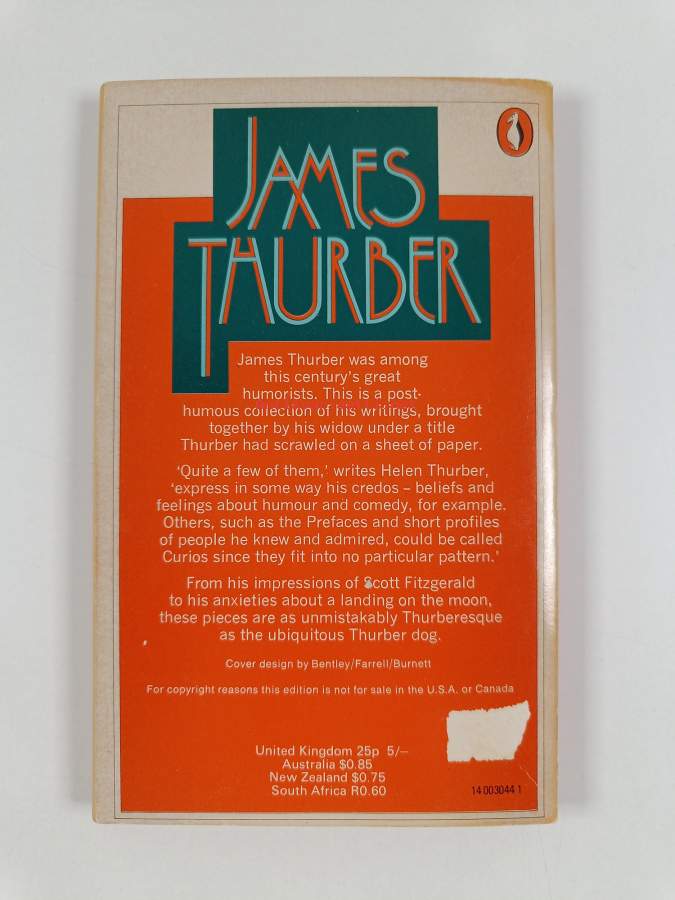 JAMES
THURBER
James Thurber was among
this century's great
humorists. This is a post-
humous collection of his writings, brought
together by his widow under a title
Thurber had scrawled on a sheet of paper.
'Quite a few of them,' writes Helen Thurber,
'express in some way his credos – beliefs and
feelings about humour and comedy, for example.
Others, such as the Prefaces and short profiles
of people he knew and admired, could be called
Curios since they fit into no particular pattern.'
From his impressions of Scott Fitzgerald
to his anxieties about a landing on the moon,
these pieces are as unmistakably Thurberesque
as the ubiquitous Thurber dog.
Cover design by Bentley/Farrell/Burnett
For copyright reasons this edition is not for sale in the U.S.A. or Canada
United Kingdom 25p 5/–
Australia $0.85
New Zealand $0.75
South Africa R0.60
14 003044 1